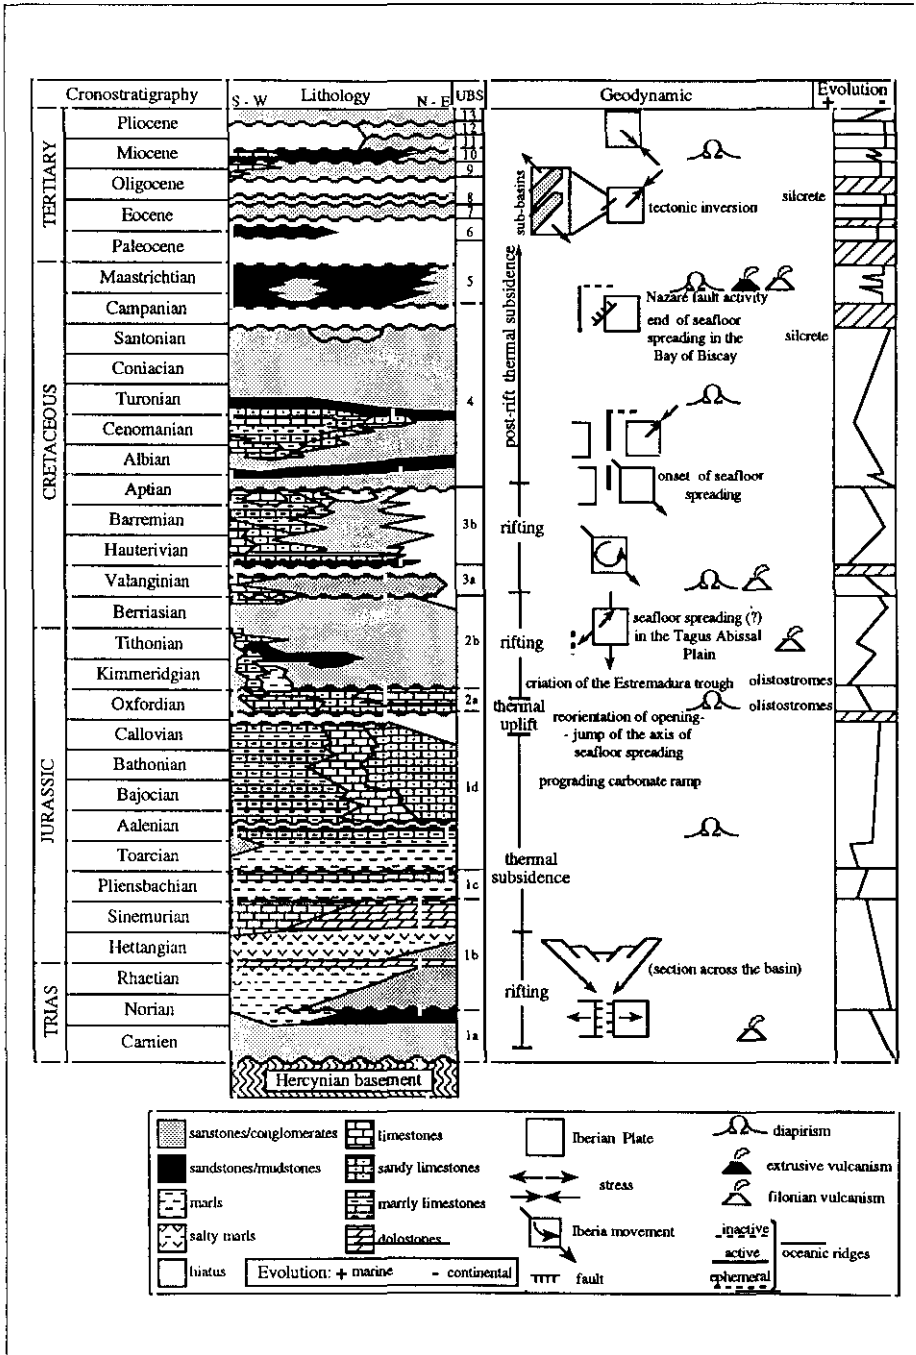 Cronostratigraphy
Lithology
S - W
N - E
UBS
Geodynamic
Evolution
+ -
TERTIARY
Pliocene
Miocene
Oligocene
Eocene
Paleocene
CRETACEOUS
Maastrichtian
Campanian
Santonian
Coniacian
Turonian
Cenomanian
Albian
Aptian
Barremian
Hauterivian
Valanginian
Berriasian
JURASSIC
Tithonian
Kimmeridgian
Oxfordian
Callovian
Bathonian
Bajocian
Aalenian
Toarcian
Pliensbachian
Sinemurian
Hettangian
TRIAS
Rhaetian
Norian
Carnien
Hercynian basement
13
12
11
10
9
8
7
6
5
4
3b
3a
2b
2a
1d
1c
1b
1a
sub-basins
tectonic inversion
silcrete
post-rift thermal subsidence
Nazaré fault activity
end of seafloor
spreading in the
Bay of Biscay
silcrete
onset of seafloor
spreading
rifting
rifting
seafloor spreading (?)
in the Tagus Abissal
Plain
criation of the Estremadura trough
olistostromes
olistostromes
thermal
uplift
reorientation of opening-
- jump of the axis of
seafloor spreading
prograding carbonate ramp
thermal
subsidence
rifting
(section across the basin)
sanstones/conglomerates
sandstones/mudstones
marls
salty marls
hiatus
limestones
sandy limestones
marrly limestones
dolostones
Evolution: + marine - continental
Iberian Plate
stress
Iberia movement
fault
diapirism
extrusive vulcanism
filonian vulcanism
inactive
active
ephemeral
oceanic ridges